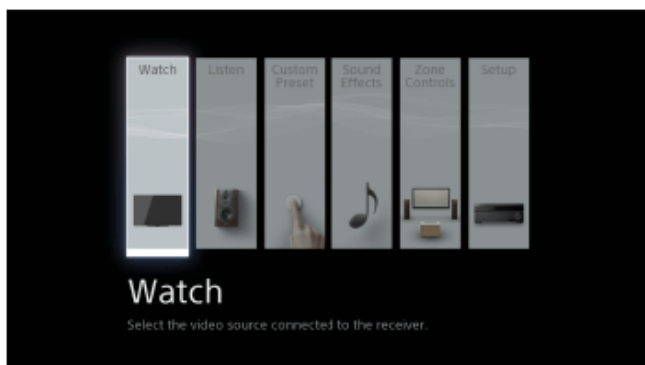 Watch
Listen
Custom
Preset
Sound
Effects
Zone
Controls
Setup
Watch
Select the video source connected to the receiver.